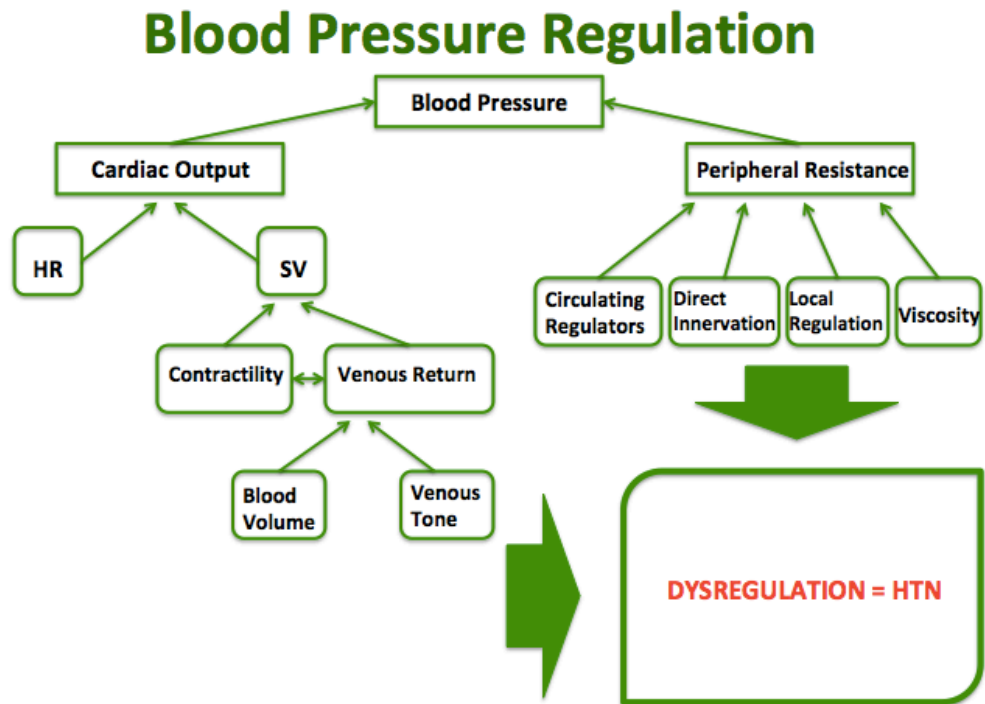 Blood Pressure Regulation
Blood Pressure
Cardiac Output
Peripheral Resistance
HR
SV
Circulating
Regulators
Direct
Innervation
Local
Regulation
Viscosity
Contractility
Venous Return
Blood
Volume
Venous
Tone
DYSREGULATION = HTN